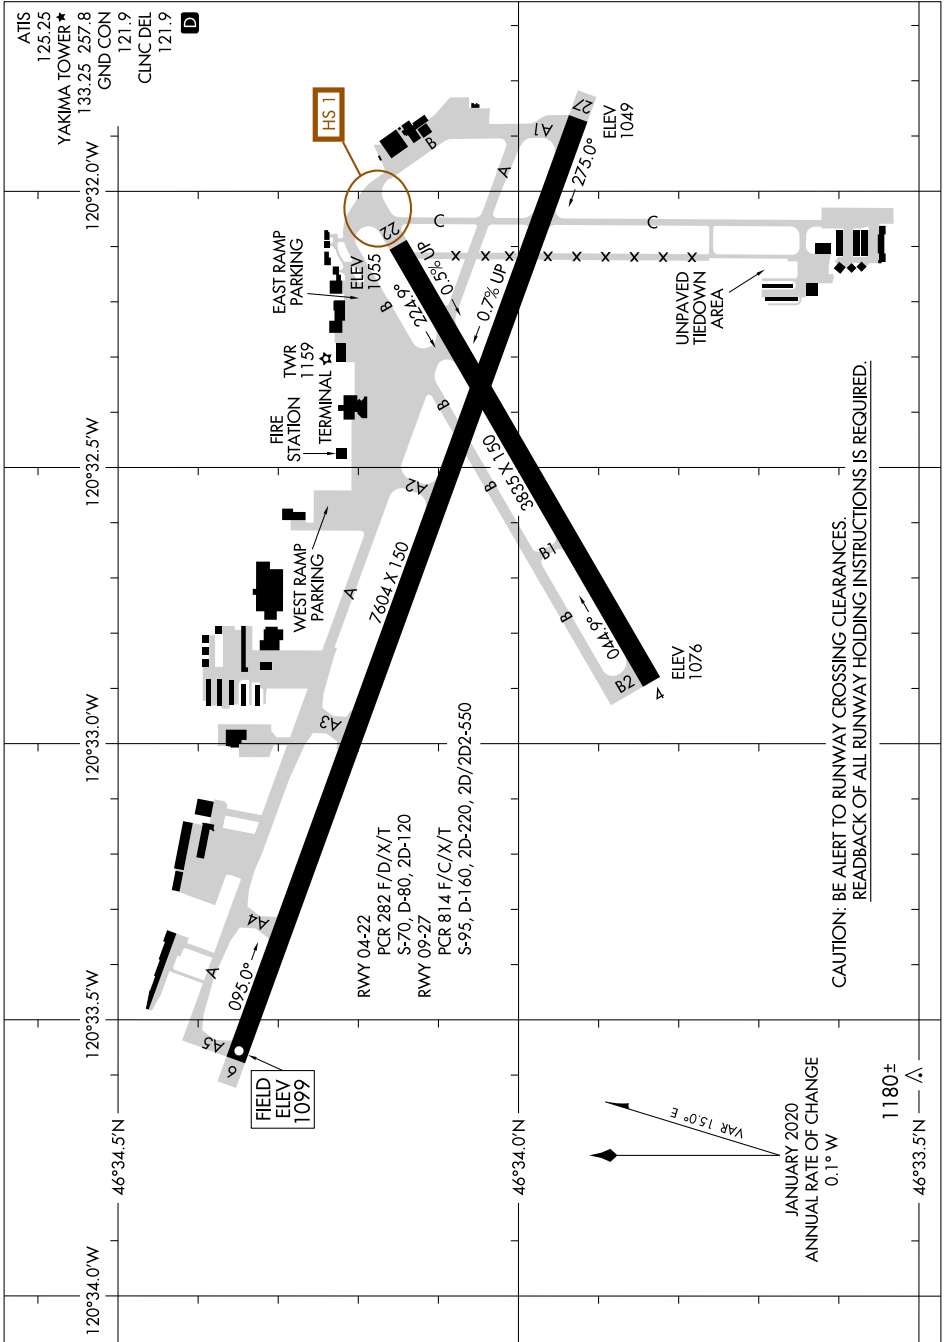 ATIS
125.25
YAKIMA TOWER★
133.25 257.8
GND CON
121.9
CLNC DEL
121.9
D
120°32.0'W
120°32.5'W
120°33.0'W
120°33.5'W
120°34.0'W
46°34.5'N
46°34.0'N
46°33.5'N
HS 1
B
A1
27
ELEV
1049
275.0°
A
C
C
22
ELEV
1055
0.5% UP
224.9°
0.7% UP
B
X X X X X X X X X
EAST RAMP
PARKING
TWR
1159
TERMINAL
FIRE
STATION
UNPAVED
TIEDOWN
AREA
B
A2
B
3835 X 150
B1
B
044.9°
B2
4
ELEV
1076
WEST RAMP
PARKING
A
7604 X 150
A3
A4
A
095.0°
A5
9
FIELD
ELEV
1099
RWY 04-22
PCR 282 F/D/X/T
S-70, D-80, 2D-120
RWY 09-27
PCR 814 F/C/X/T
S-95, D-160, 2D-220, 2D/2D2-550
CAUTION: BE ALERT TO RUNWAY CROSSING CLEARANCES.
READBACK OF ALL RUNWAY HOLDING INSTRUCTIONS IS REQUIRED.
VAR 15.0° E
JANUARY 2020
ANNUAL RATE OF CHANGE
0.1° W
1180±